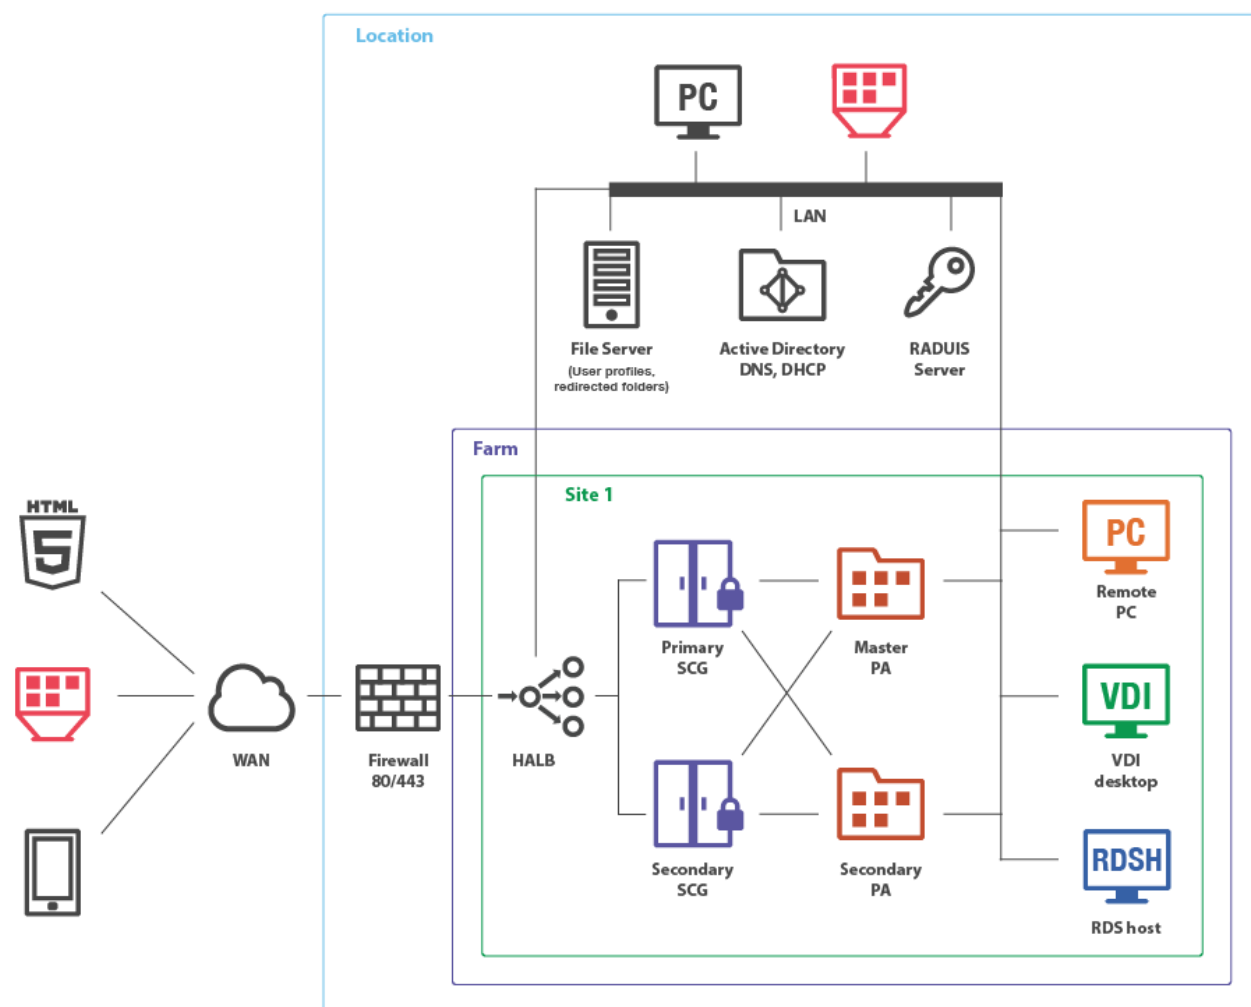 Location
PC
LAN
File Server
(User profiles,
redirected folders)
Active Directory
DNS, DHCP
RADUIS
Server
Farm
Site 1
HTML
5
WAN
Firewall
80/443
HALB
Primary
SCG
Master
PA
Secondary
SCG
Secondary
PA
PC
Remote
PC
VDI
VDI
desktop
RDSH
RDS host